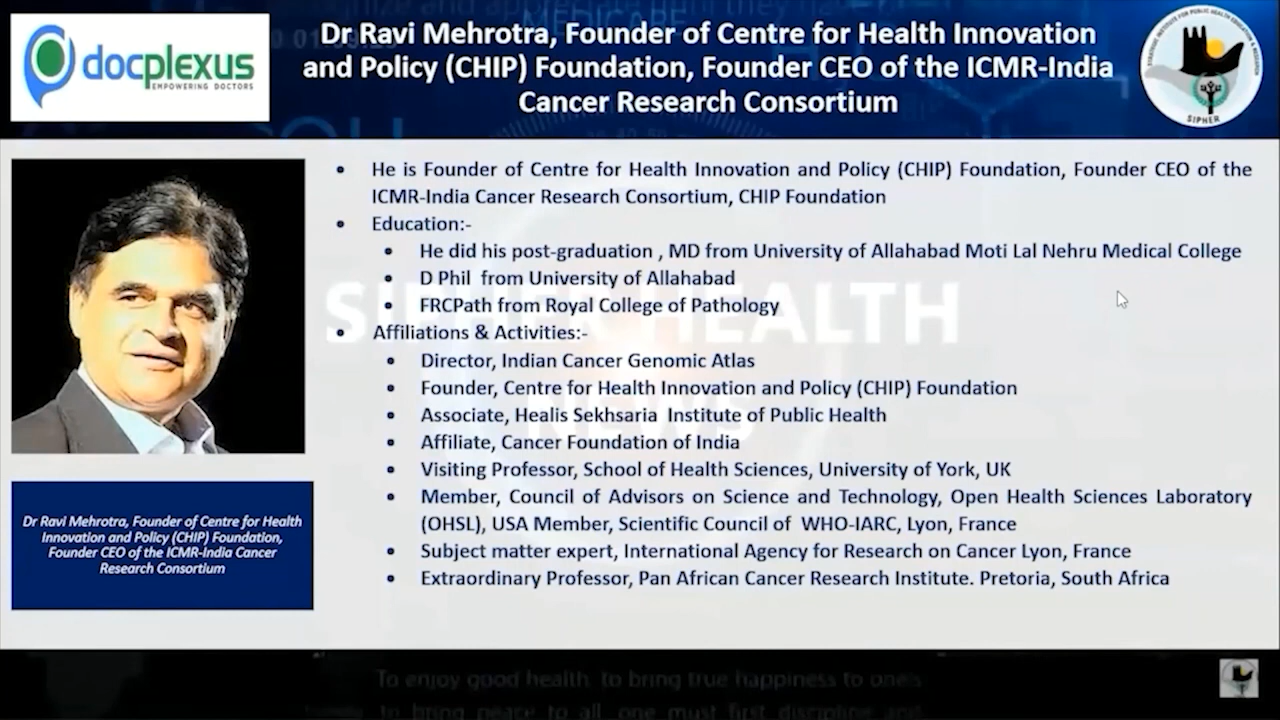 docplexus
EMPOWERING DOCTORS
Dr Ravi Mehrotra, Founder of Centre for Health Innovation
and Policy (CHIP) Foundation, Founder CEO of the ICMR-India
Cancer Research Consortium
SIPHER
• He is Founder of Centre for Health Innovation and Policy (CHIP) Foundation, Founder CEO of the
ICMR-India Cancer Research Consortium, CHIP Foundation
• Education:-
• He did his post-graduation , MD from University of Allahabad Moti Lal Nehru Medical College
• D Phil from University of Allahabad
• FRCPath from Royal College of Pathology
• Affiliations & Activities:-
• Director, Indian Cancer Genomic Atlas
• Founder, Centre for Health Innovation and Policy (CHIP) Foundation
• Associate, Healis Sekhsaria Institute of Public Health
• Affiliate, Cancer Foundation of India
• Visiting Professor, School of Health Sciences, University of York, UK
• Member, Council of Advisors on Science and Technology, Open Health Sciences Laboratory
(OHSL), USA Member, Scientific Council of WHO-IARC, Lyon, France
• Subject matter expert, International Agency for Research on Cancer Lyon, France
• Extraordinary Professor, Pan African Cancer Research Institute. Pretoria, South Africa
SIPHER HEALTH
NEWS
Dr Ravi Mehrotra, Founder of Centre for Health
Innovation and Policy (CHIP) Foundation,
Founder CEO of the ICMR-India Cancer
Research Consortium
To enjoy good health, to bring true happiness to one's
to bring peace to all, one must first discipline and